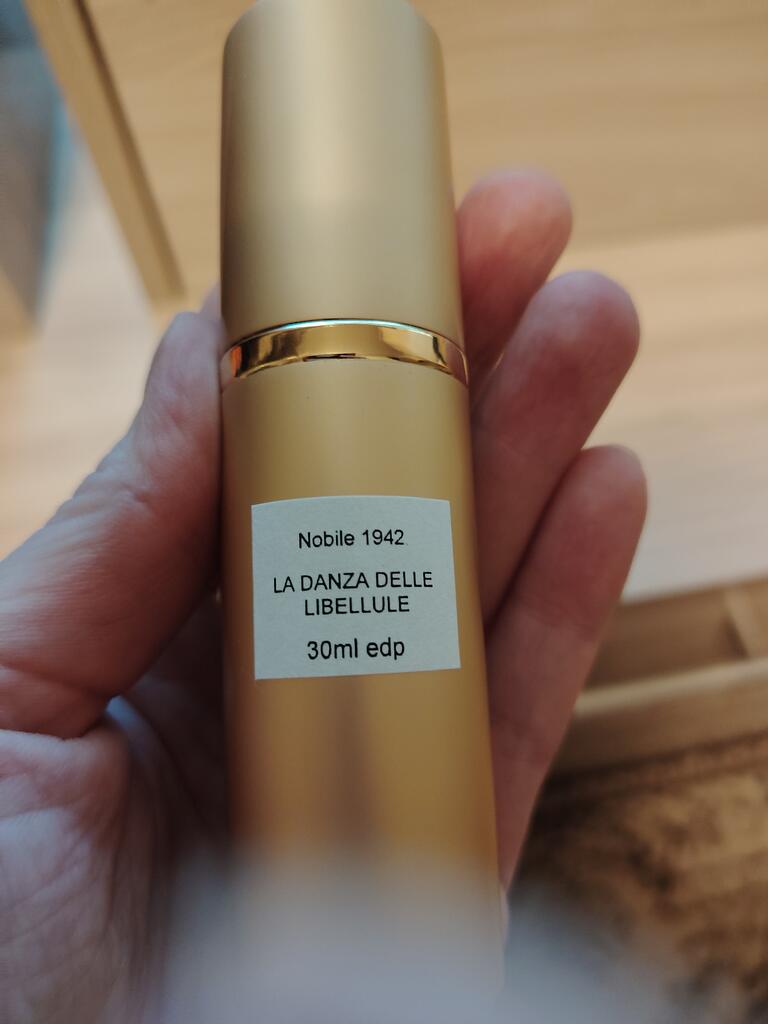 Nobile 1942
LA DANZA DELLE
LIBELLULE
30ml edp